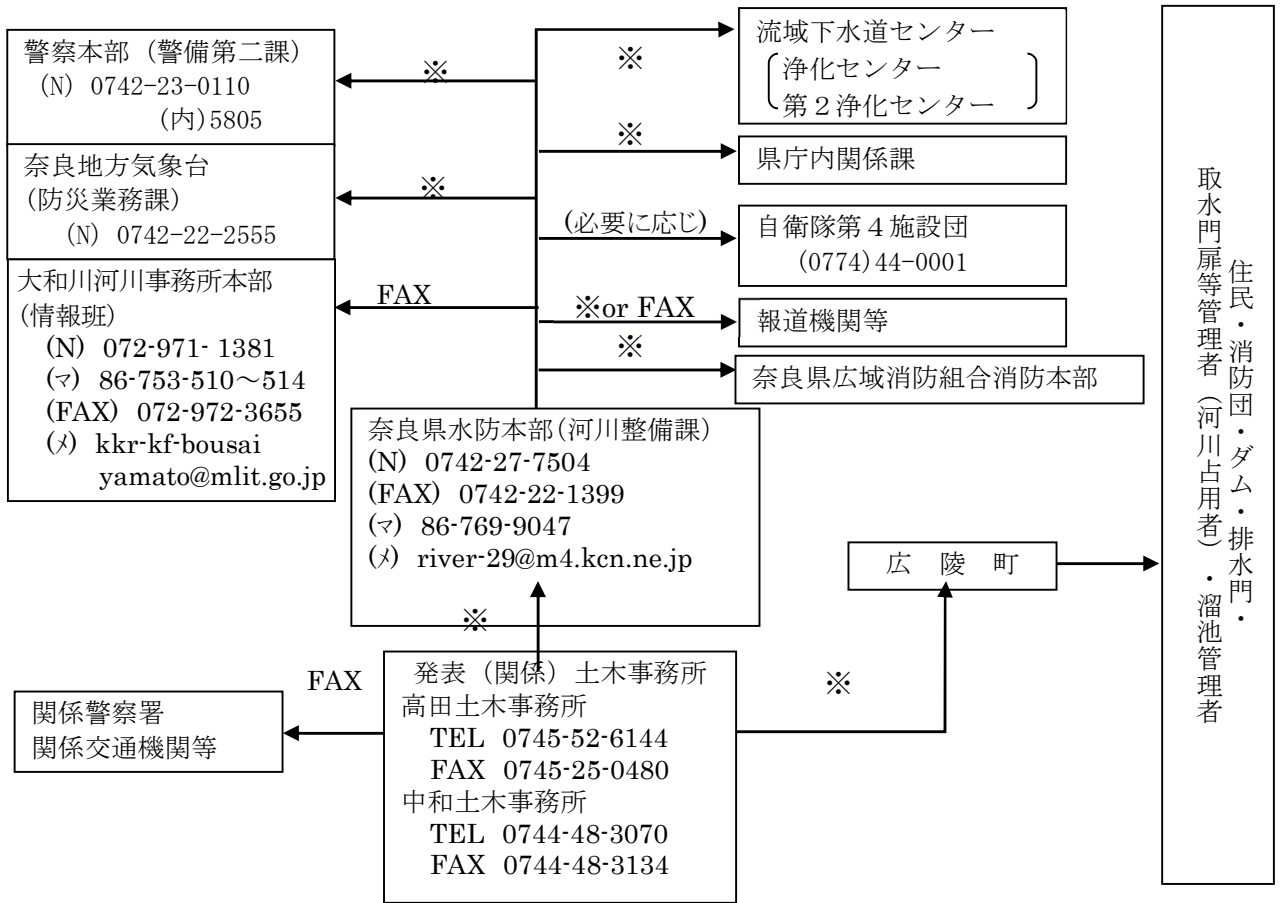 警察本部（警備第二課）
(N) 0742-23-0110
(内)5805
※
奈良地方気象台
(防災業務課)
(N) 0742-22-2555
※
大和川河川事務所本部
(情報班)
(N) 072-971- 1381
(マ) 86-753-510～514
(FAX) 072-972-3655
(メ) kkr-kf-bousai
yamato@mlit.go.jp
FAX
※
流域下水道センター
浄化センター
第２浄化センター
※
県庁内関係課
(必要に応じ)
自衛隊第４施設団
(0774)44-0001
※or FAX
報道機関等
※
奈良県広域消防組合消防本部
奈良県水防本部(河川整備課)
(N) 0742-27-7504
(FAX) 0742-22-1399
(マ) 86-769-9047
(メ) river-29@m4.kcn.ne.jp
※
発表（関係）土木事務所
高田土木事務所
TEL 0745-52-6144
FAX 0745-25-0480
中和土木事務所
TEL 0744-48-3070
FAX 0744-48-3134
FAX
関係警察署
関係交通機関等
※
広　陵　町
住民・消防団・ダム・排水門・
取水門扉等管理者（河川占用者）・溜池管理者